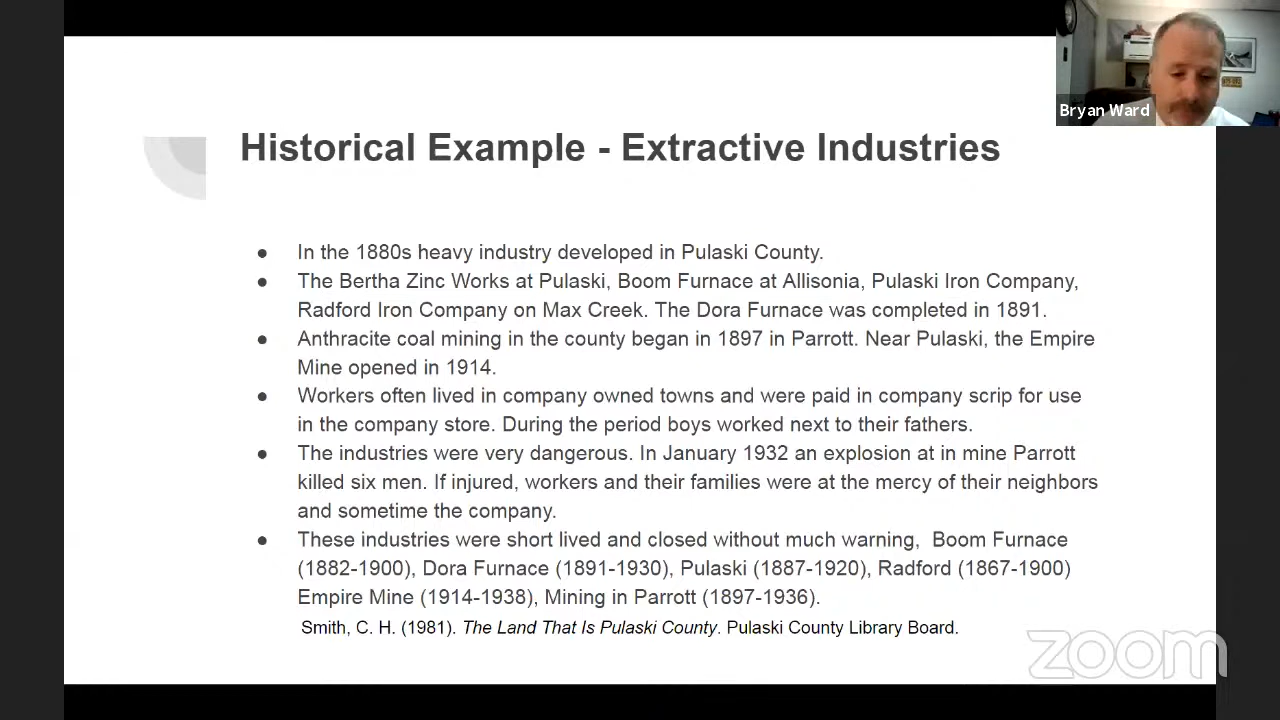 Bryan Ward
Historical Example - Extractive Industries
● In the 1880s heavy industry developed in Pulaski County.
● The Bertha Zinc Works at Pulaski, Boom Furnace at Allisonia, Pulaski Iron Company,
Radford Iron Company on Max Creek. The Dora Furnace was completed in 1891.
● Anthracite coal mining in the county began in 1897 in Parrott. Near Pulaski, the Empire
Mine opened in 1914.
● Workers often lived in company owned towns and were paid in company scrip for use
in the company store. During the period boys worked next to their fathers.
● The industries were very dangerous. In January 1932 an explosion at in mine Parrott
killed six men. If injured, workers and their families were at the mercy of their neighbors
and sometime the company.
● These industries were short lived and closed without much warning, Boom Furnace
(1882-1900), Dora Furnace (1891-1930), Pulaski (1887-1920), Radford (1867-1900)
Empire Mine (1914-1938), Mining in Parrott (1897-1936).
Smith, C. H. (1981). The Land That Is Pulaski County. Pulaski County Library Board.
zoom